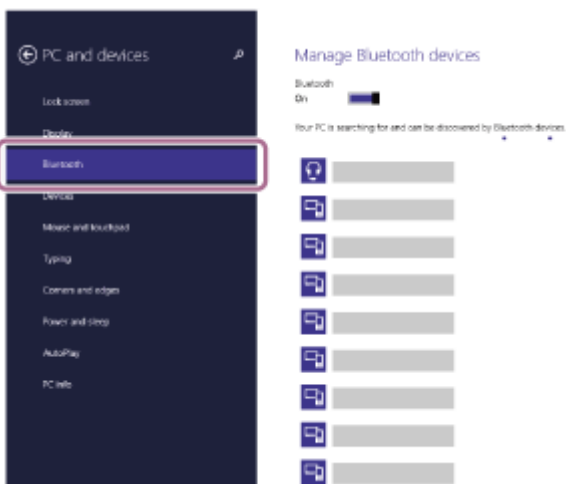 PC and devices
Lock screen
Display
Bluetooth
Devices
Mouse and touchpad
Typing
Corners and edges
Power and sleep
AutoPlay
PC info
Manage Bluetooth devices
Bluetooth
On
Your PC is searching for and can be discovered by Bluetooth devices.